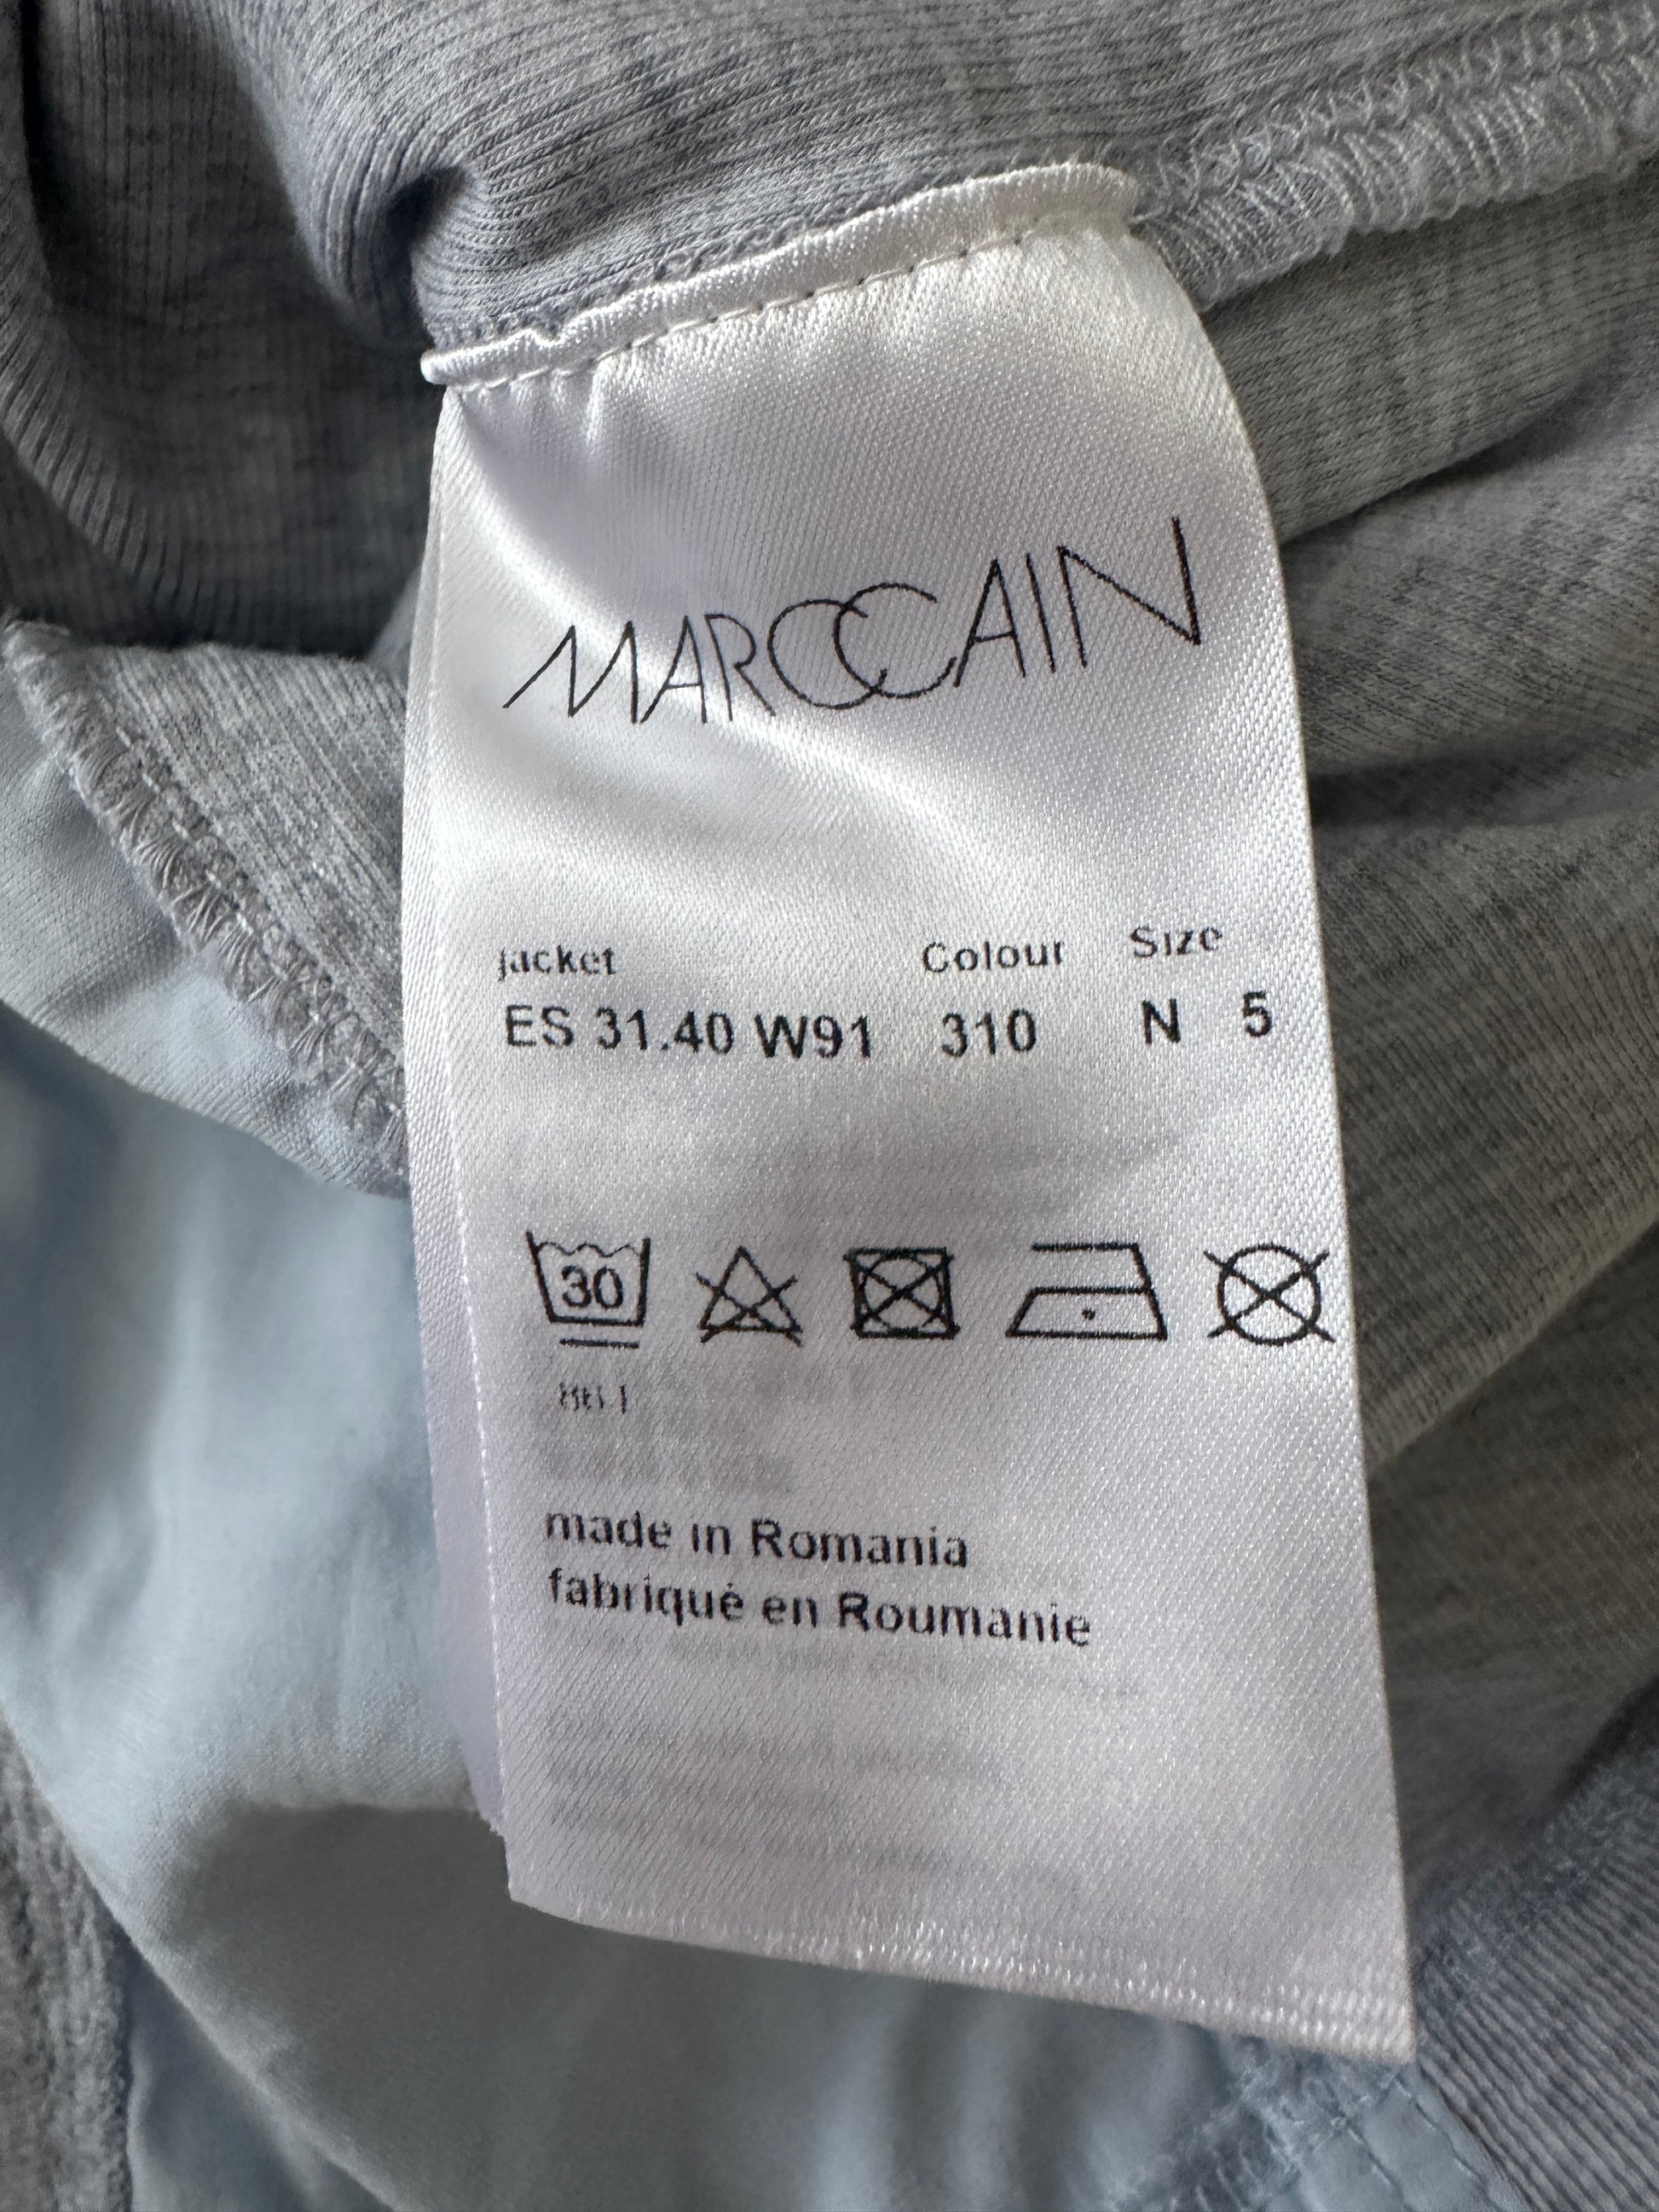 MARCCAIN
jacket Colour Size
ES 31.40 W91 310 N 5
30
made in Romania
fabriqué en Roumanie